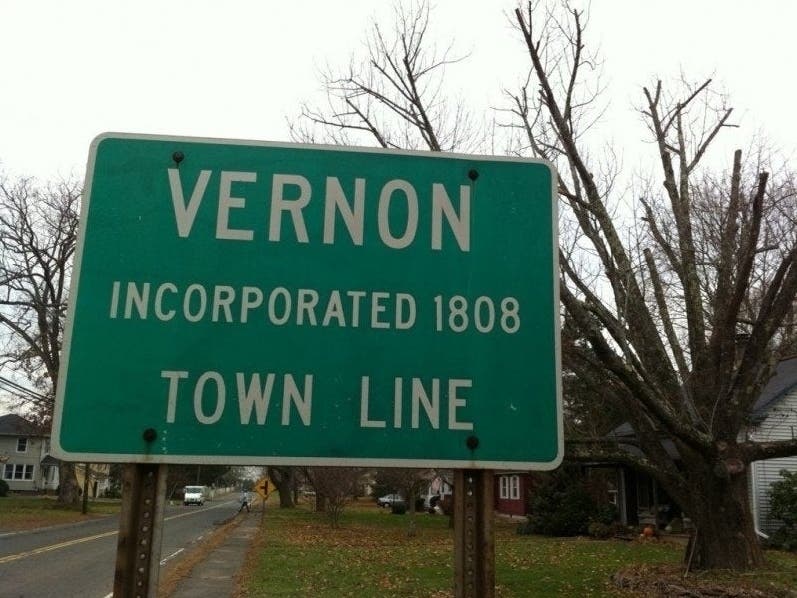 VERNON
INCORPORATED 1808
TOWN LINE